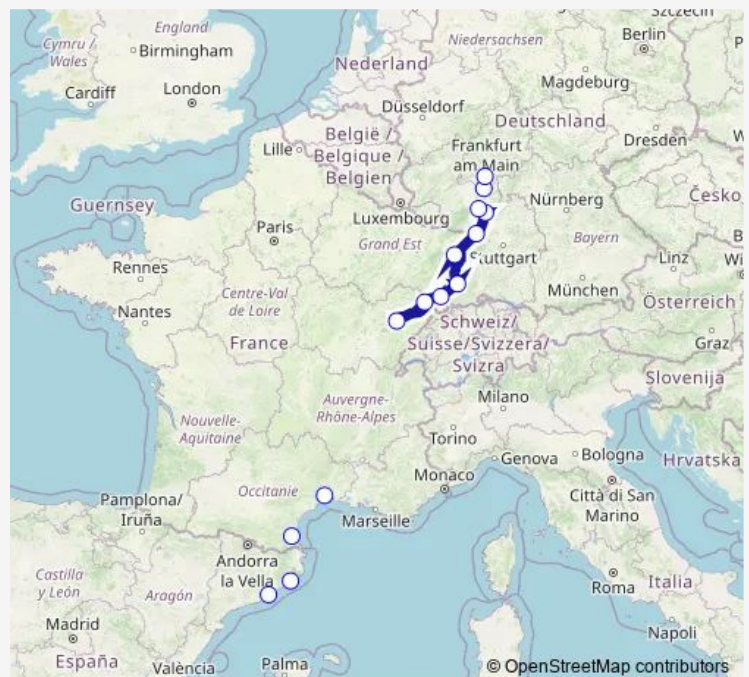 Szczecin
England
Cymru /
Wales
Birmingham
Niedersachsen
Berlin
Nederland
Cardiff
London
Magdeburg
Düsseldorf
Deutschland
België /
Belgique /
Belgien
Lille
Frankfurt
am Main
Dresden
Guernsey
Luxembourg
Nürnberg
Česko
Paris
Grand Est
Stuttgart
Bayern
Linz
Rennes
München
Centre-Val
de Loire
Österreich
Nantes
Schweiz/
Suisse/Svizzera/
Svizra
France
Graz
Slovenija
Auvergne-
Rhône-Alpes
Milano
Nouvelle-
Aquitaine
Torino
Genova
Bologna
Hrvatska
Monaco
Occitanie
Città di San
Marino
Pamplona/
Iruña
Marseille
Andorra
la Vella
Castilla
y León
Aragón
Roma
Italia
Madrid
Napoli
España
València
Palma
© OpenStreetMap contributors